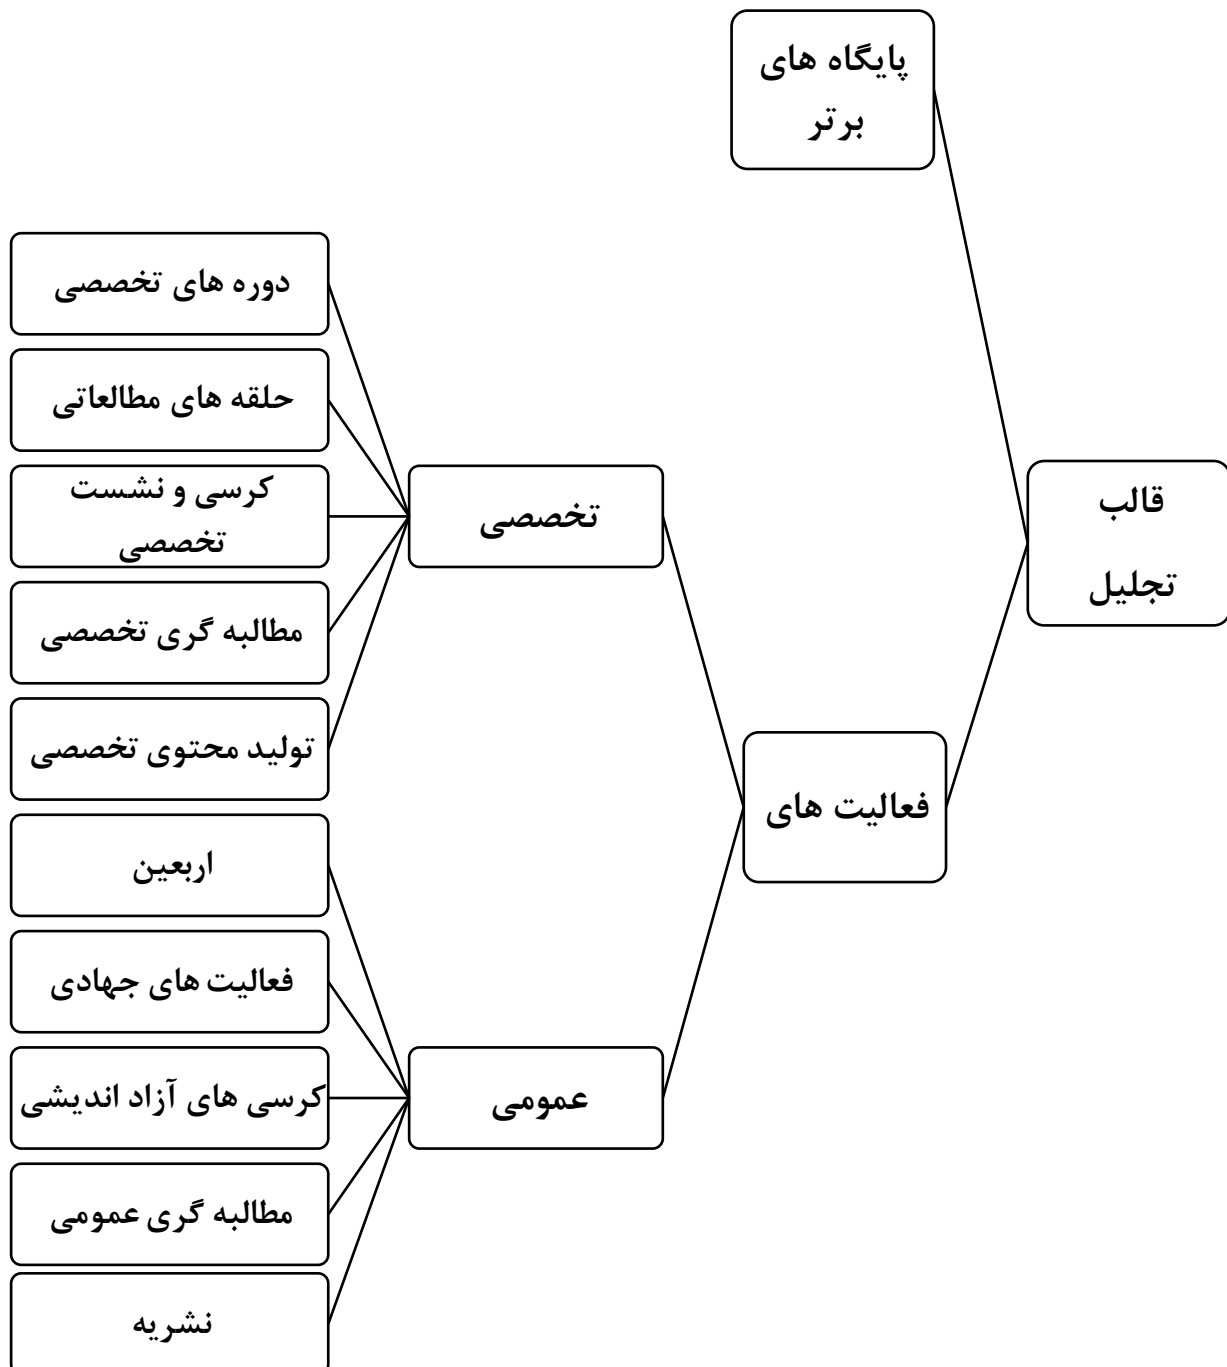 قالب
تجلیل
پایگاه های
برتر
فعالیت های
تخصصی
دوره های تخصصی
حلقه های مطالعاتی
کرسی و نشست
تخصصی
مطالبه گری تخصصی
تولید محتوی تخصصی
عمومی
اربعین
فعالیت های جهادی
کرسی های آزاد اندیشی
مطالبه گری عمومی
نشریه